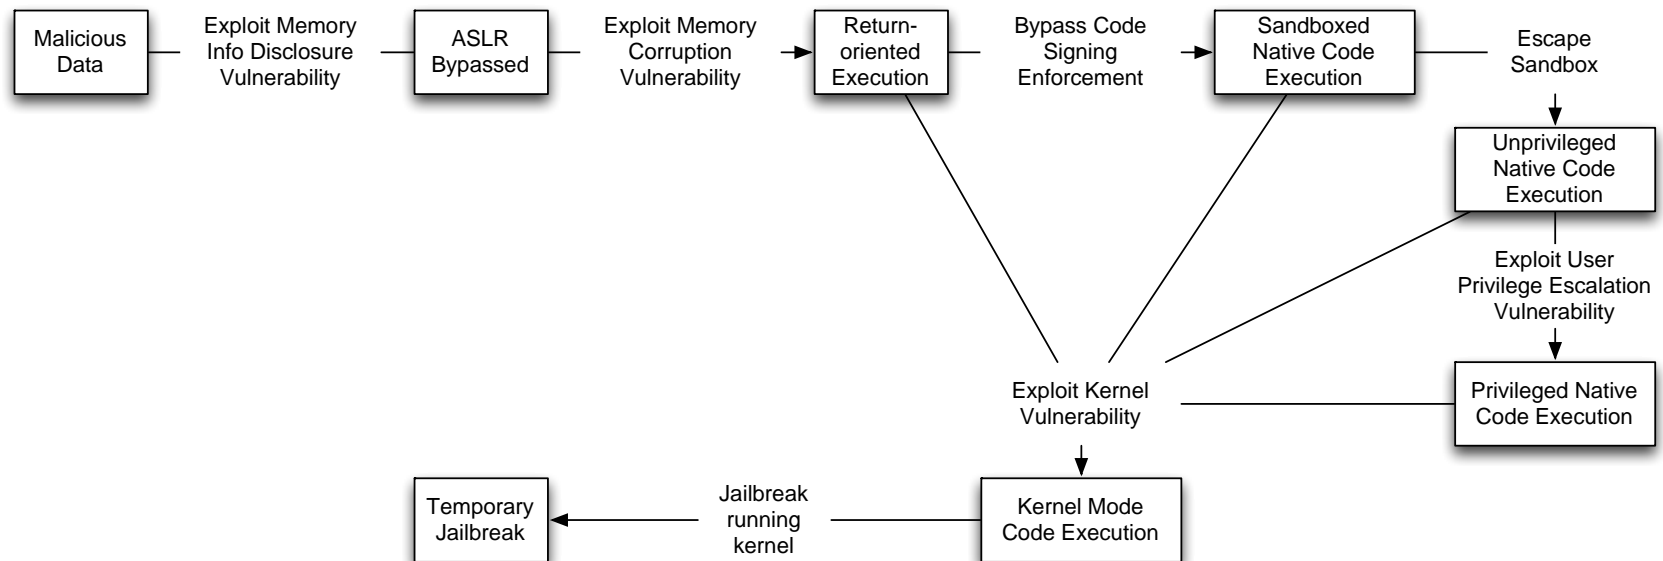 Malicious
Data
Exploit Memory
Info Disclosure
Vulnerability
ASLR
Bypassed
Exploit Memory
Corruption
Vulnerability
Return-
oriented
Execution
Bypass Code
Signing
Enforcement
Sandboxed
Native Code
Execution
Escape
Sandbox
Unprivileged
Native Code
Execution
Exploit User
Privilege Escalation
Vulnerability
Privileged Native
Code Execution
Exploit Kernel
Vulnerability
Kernel Mode
Code Execution
Jailbreak
running
kernel
Temporary
Jailbreak